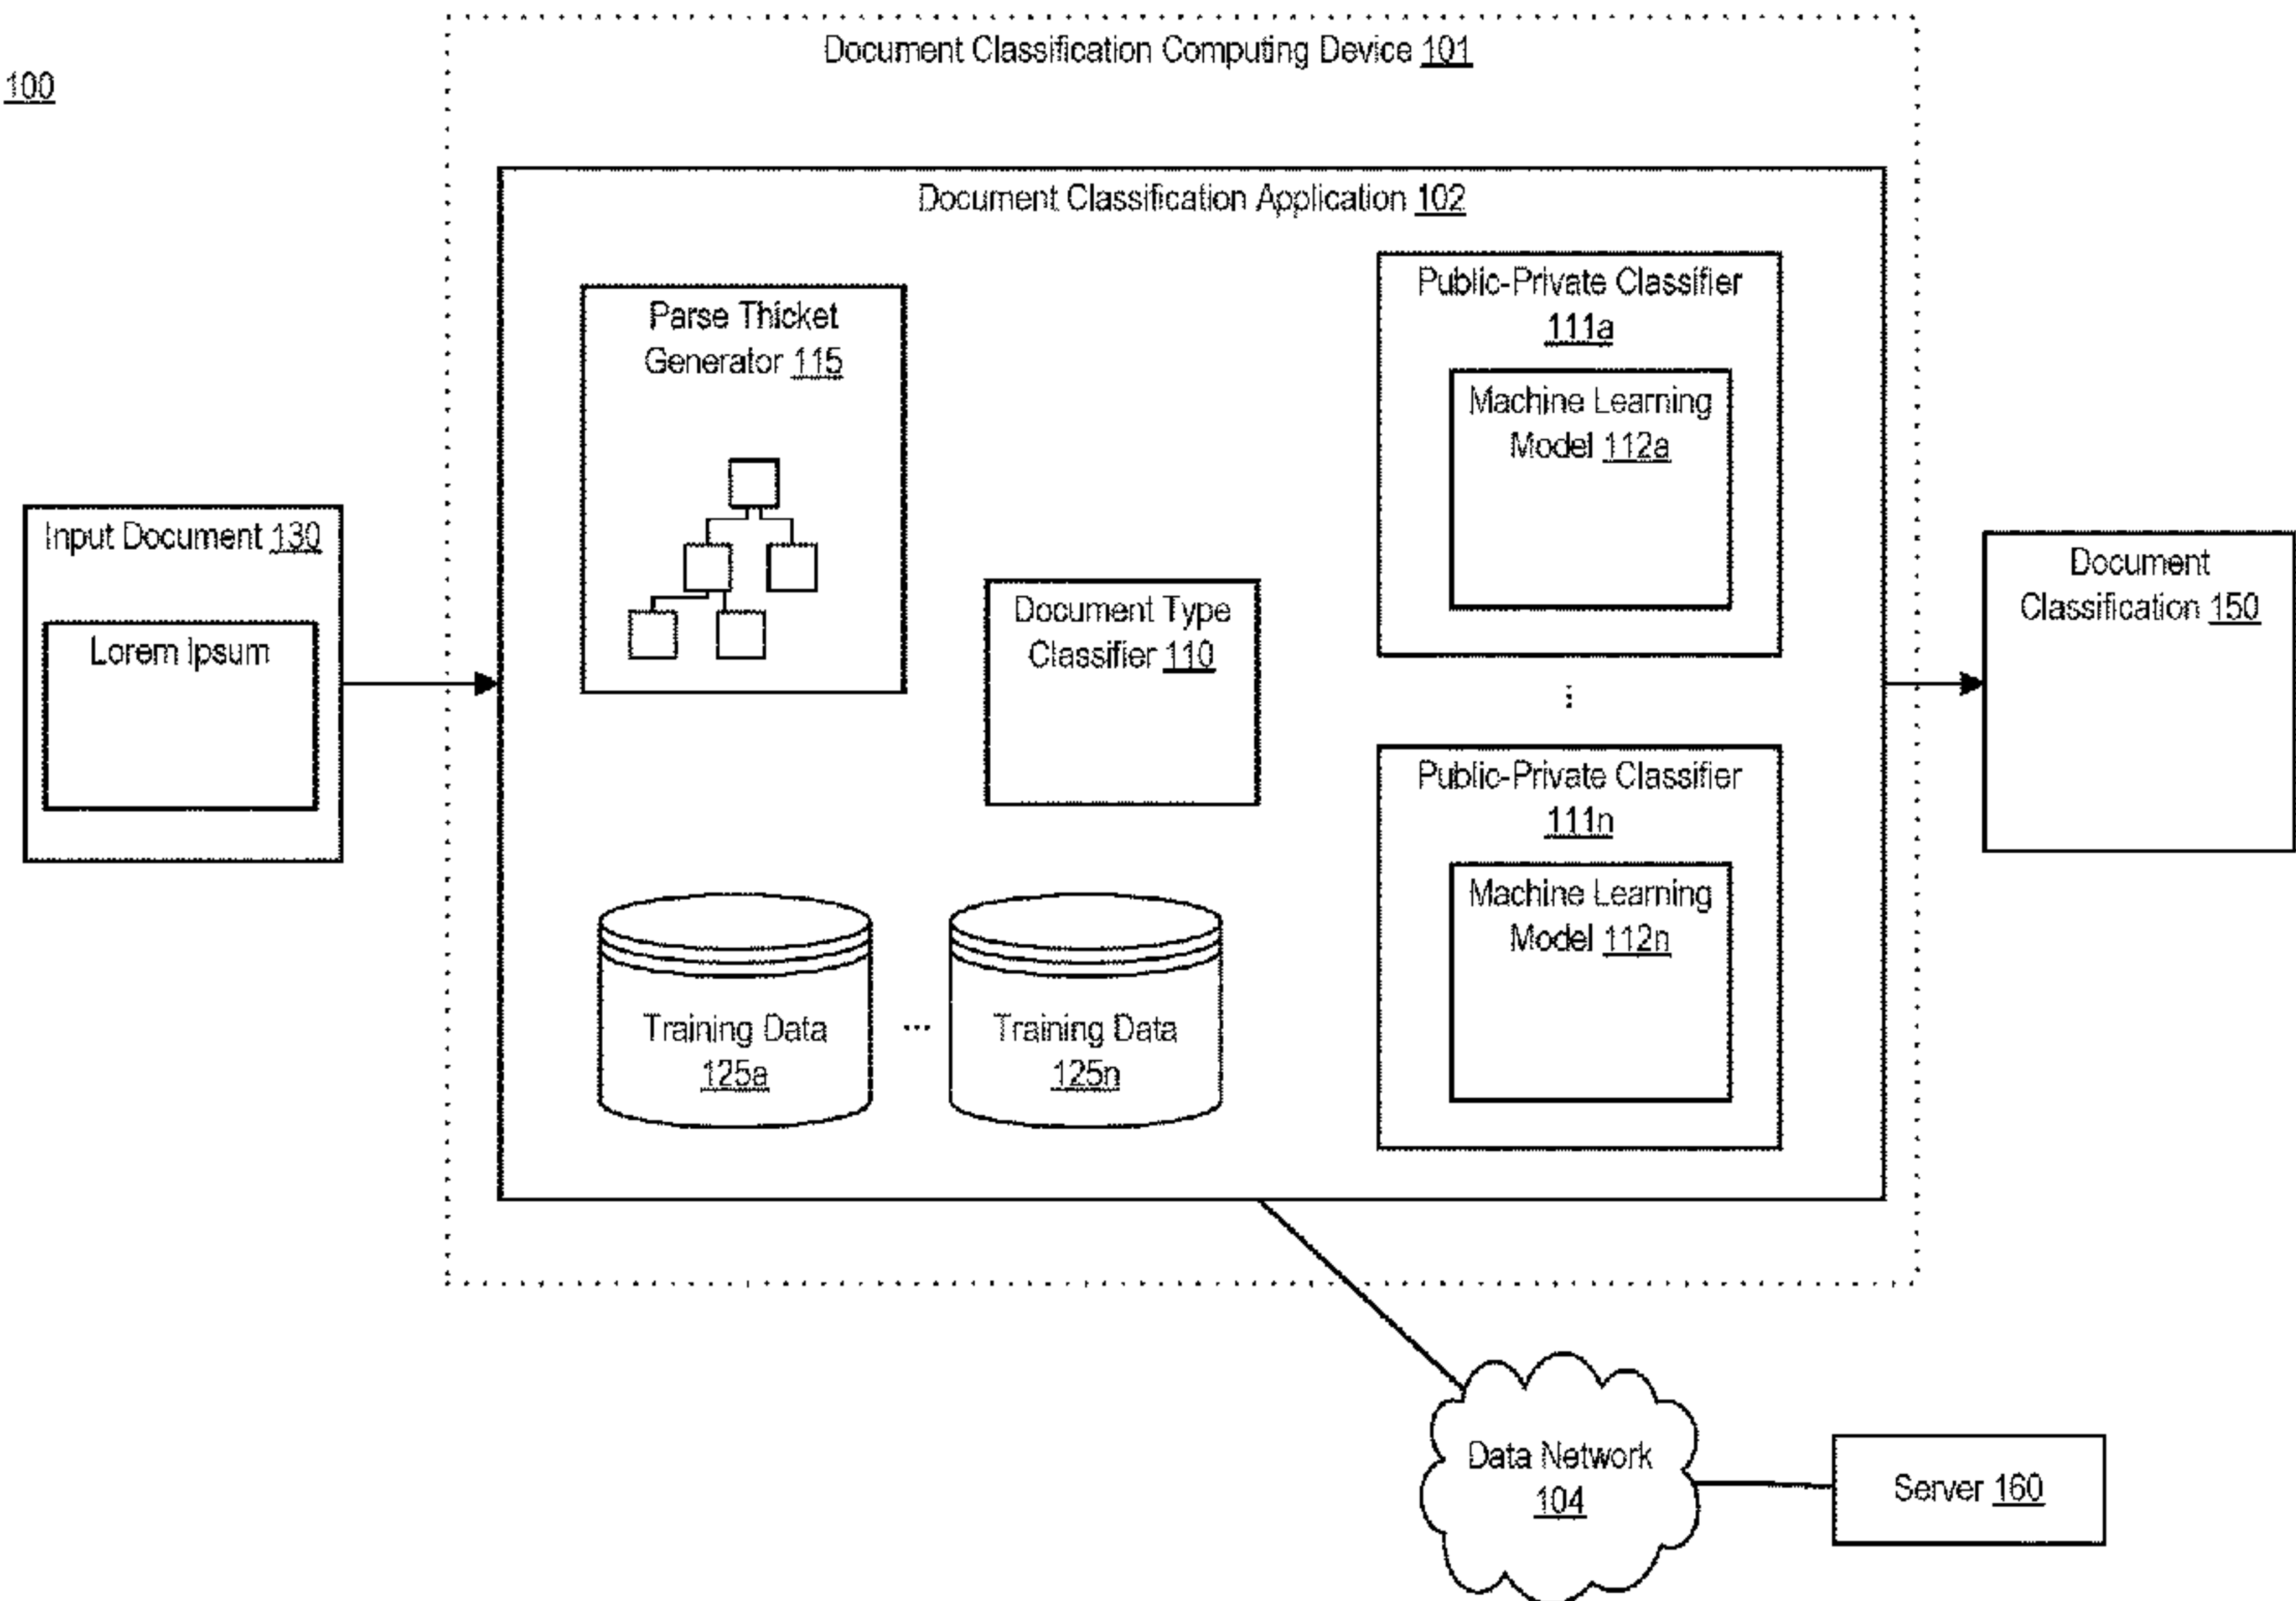 100
Document Classification Computing Device 101
Document Classification Application 102
Parse Thicket
Generator 115
Public-Private Classifier
111a
Machine Learning
Model 112a
Input Document 130
Lorem Ipsum
Document Type
Classifier 110
Document
Classification 150
...
Public-Private Classifier
111n
Machine Learning
Model 112n
Training Data
125a
...
Training Data
125n
Data Network
104
Server 160